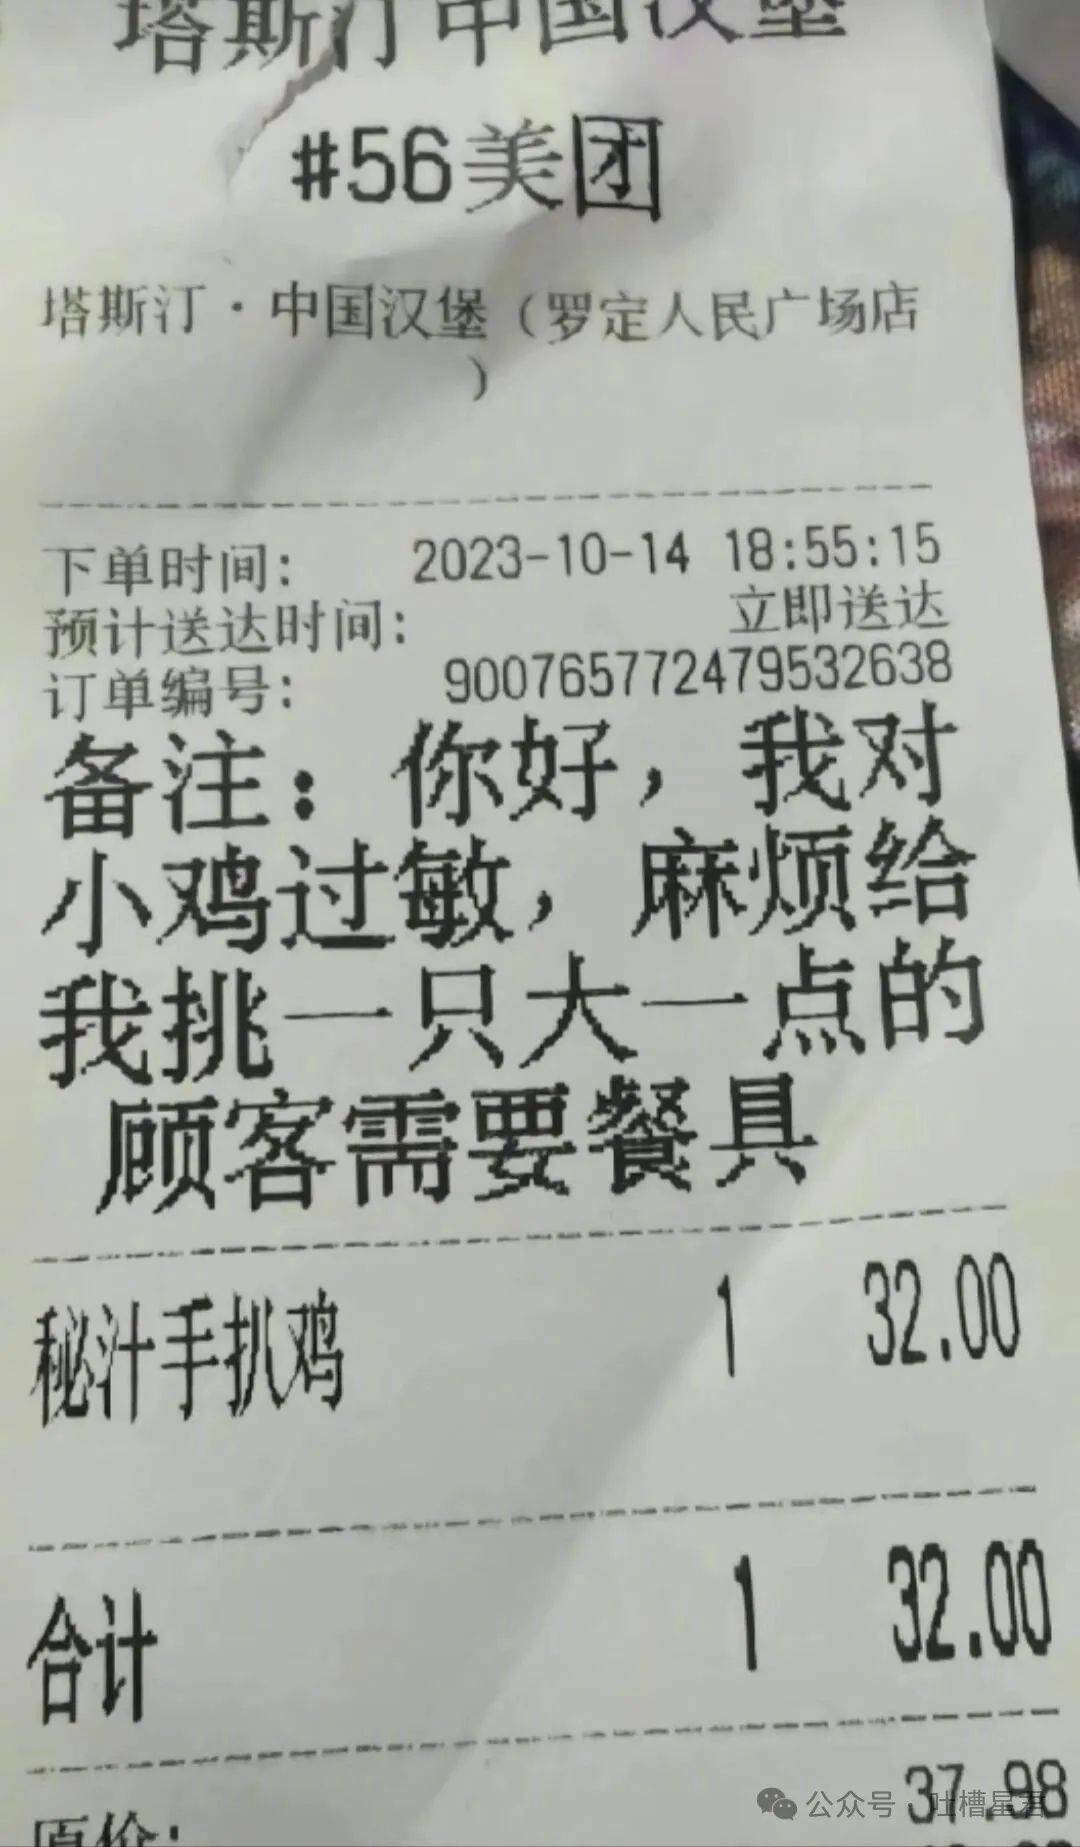 塔斯汀中国汉堡
#56美团
塔斯汀·中国汉堡（罗定人民广场店
）
下单时间： 2023-10-14 18:55:15
预计送达时间： 立即送达
订单编号： 900765772479532638
备注：你好，我对
小鸡过敏，麻烦给
我挑一只大一点的
顾客需要餐具
秘汁手扒鸡 1 32.00
合计 1 32.00
原价： 37.98
公众号·吐槽星君